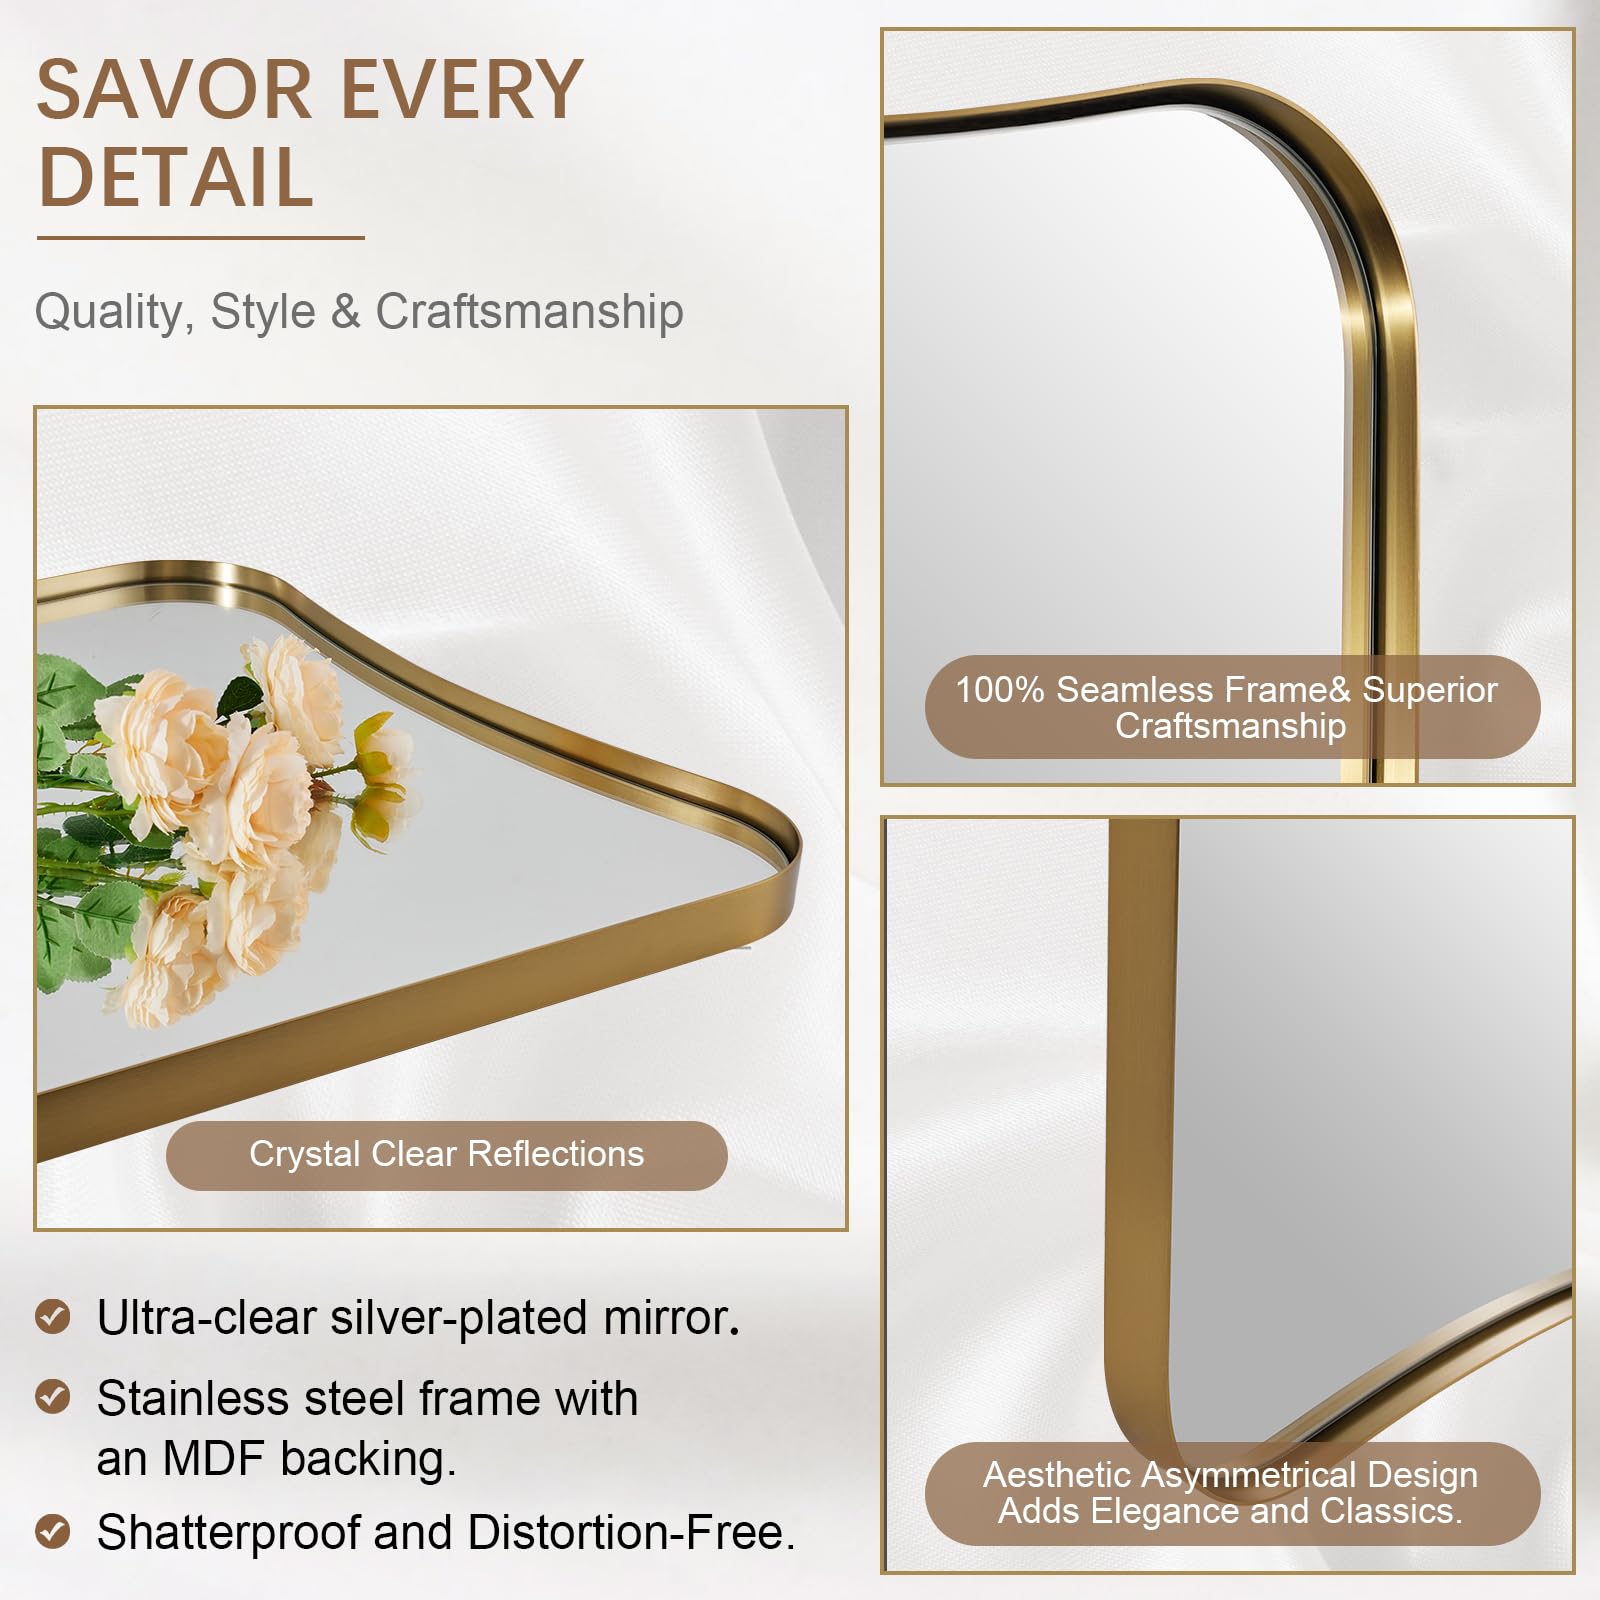 SAVOR EVERY
DETAIL
Quality, Style & Craftsmanship
100% Seamless Frame& Superior
Craftsmanship
Crystal Clear Reflections
Aesthetic Asymmetrical Design
Adds Elegance and Classics.
Ultra-clear silver-plated mirror.
Stainless steel frame with
an MDF backing.
Shatterproof and Distortion-Free.